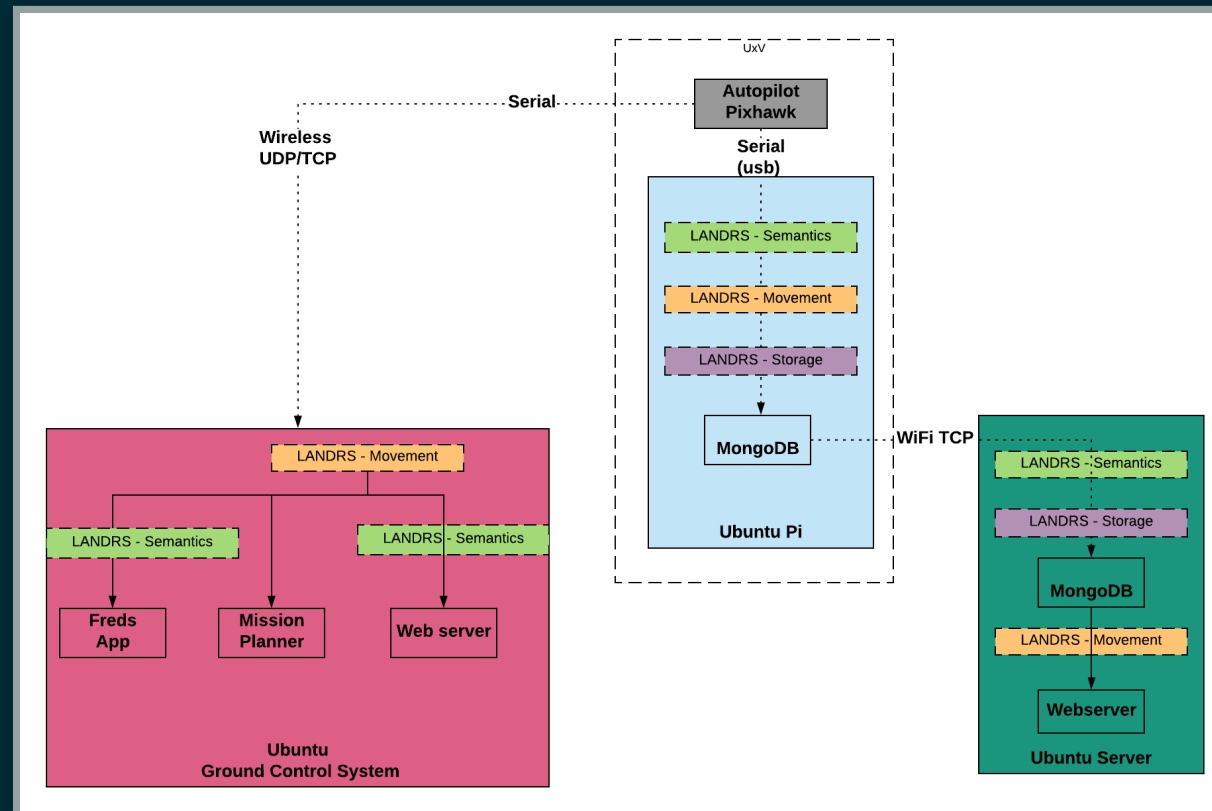 UxV
Autopilot
Pixhawk
Serial
Wireless
UDP/TCP
Serial
(usb)
LANDRS - Semantics
LANDRS - Movement
LANDRS - Storage
MongoDB
Ubuntu Pi
WiFi TCP
LANDRS - Movement
LANDRS - Semantics
LANDRS - Semantics
Freds
App
Mission
Planner
Web server
Ubuntu
Ground Control System
LANDRS - Semantics
LANDRS - Storage
MongoDB
LANDRS - Movement
Webserver
Ubuntu Server